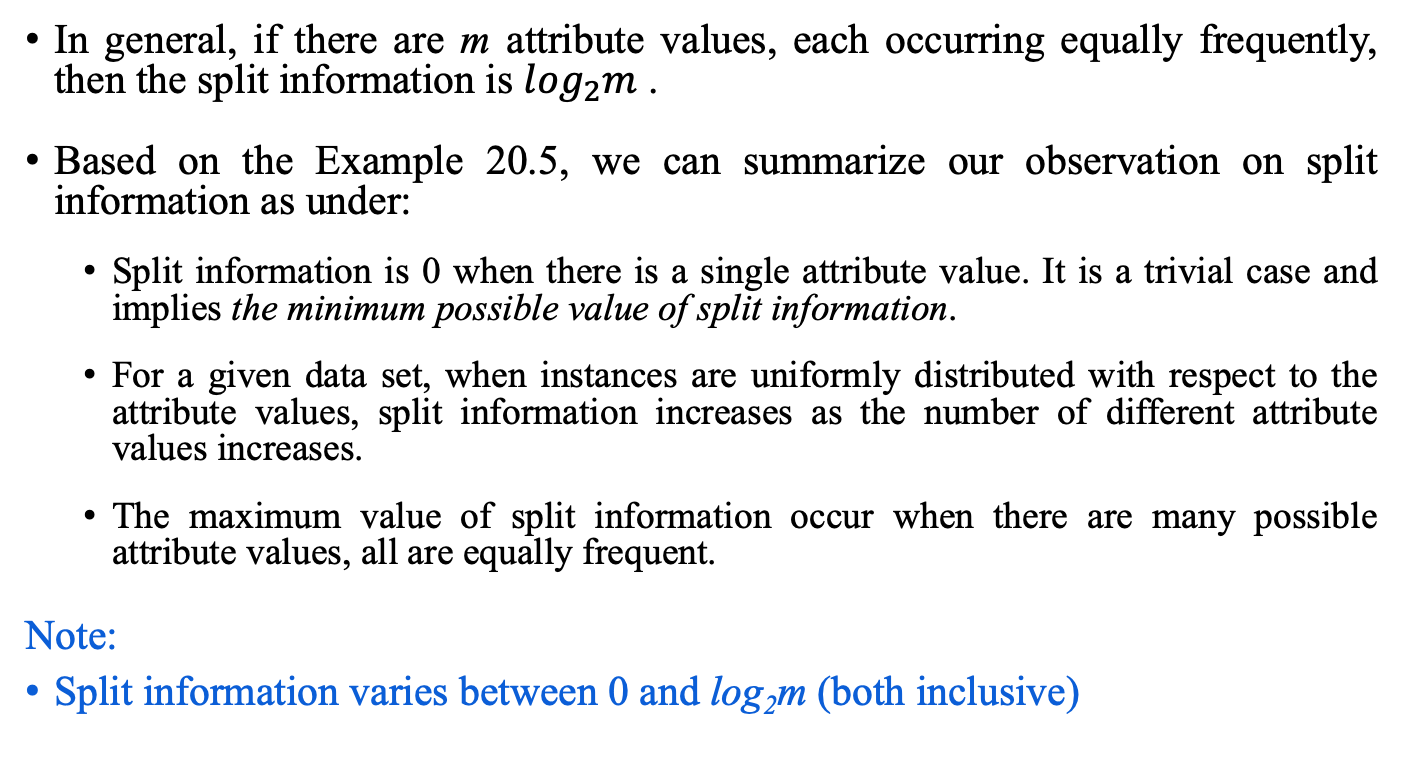 • In general, if there are m attribute values, each occurring equally frequently,
then the split information is log₂m .
• Based on the Example 20.5, we can summarize our observation on split
information as under:
• Split information is 0 when there is a single attribute value. It is a trivial case and
implies the minimum possible value of split information.
• For a given data set, when instances are uniformly distributed with respect to the
attribute values, split information increases as the number of different attribute
values increases.
• The maximum value of split information occur when there are many possible
attribute values, all are equally frequent.
Note:
• Split information varies between 0 and log₂m (both inclusive)